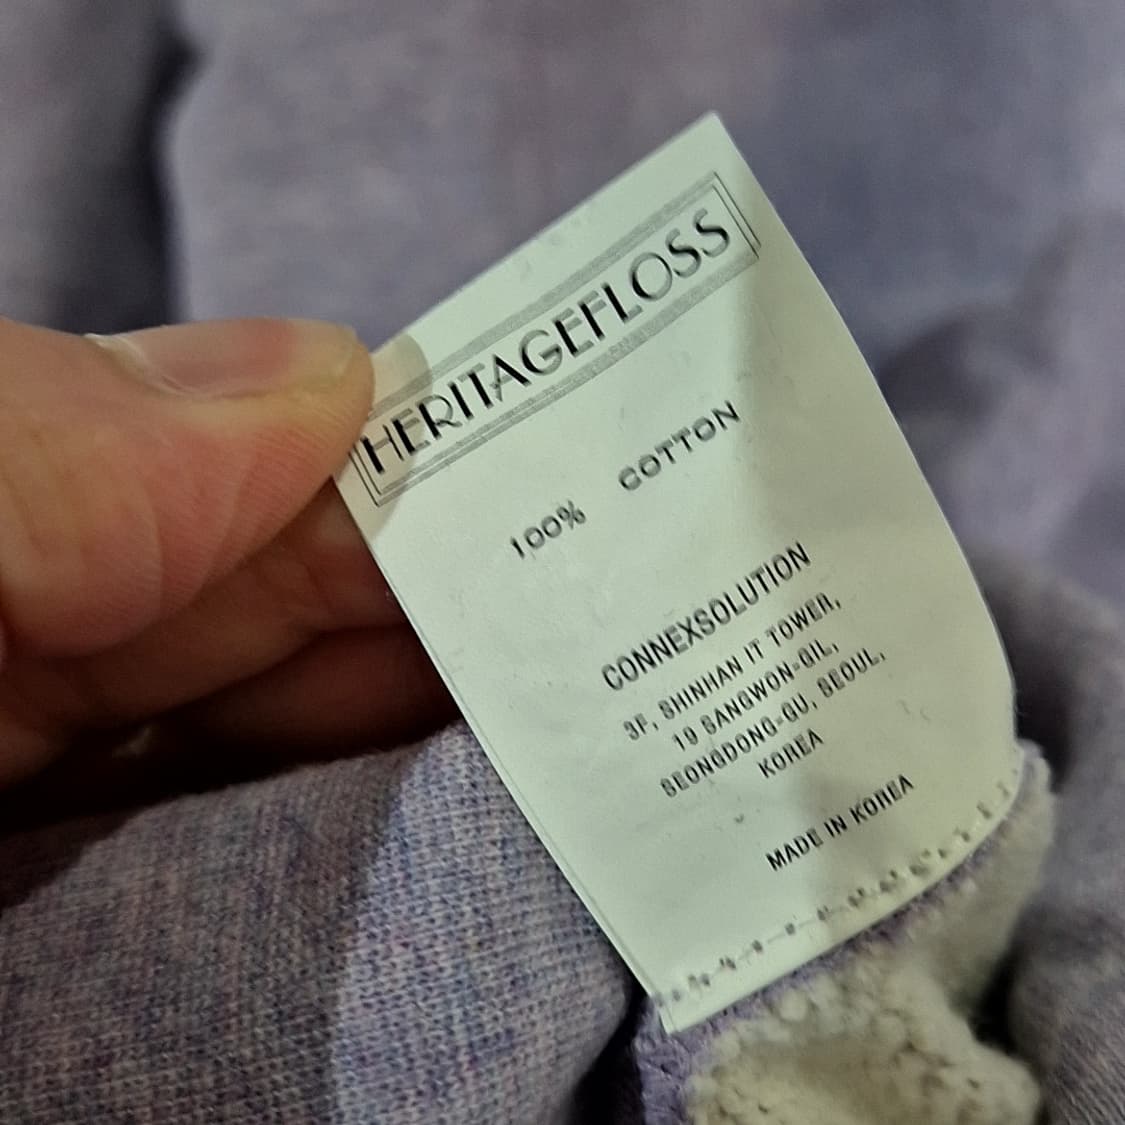 HERITAGEFLOSS
100% COTTON
CONNEXSOLUTION
3F, SHINHAN IT TOWER,
19 SANGWON-GIL,
SEONGDONG-GU, SEOUL,
KOREA
MADE IN KOREA